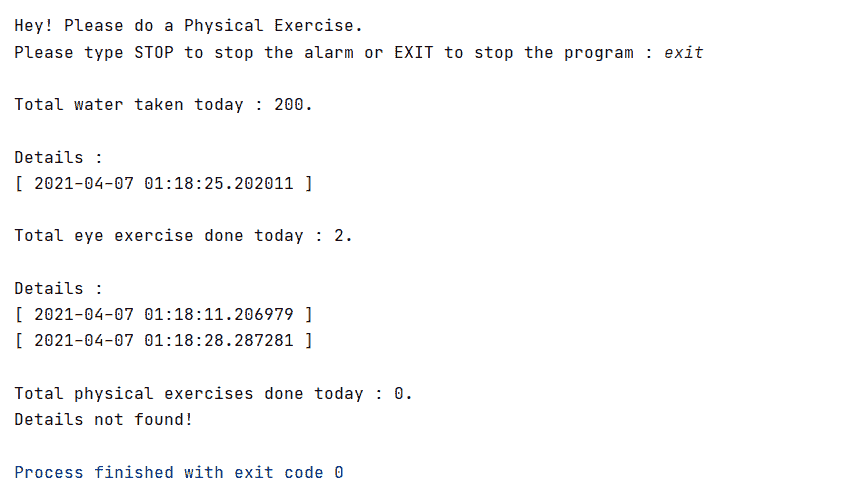 Hey! Please do a Physical Exercise.
Please type STOP to stop the alarm or EXIT to stop the program : exit
Total water taken today : 200.
Details :
[ 2021-04-07 01:18:25.202011 ]
Total eye exercise done today : 2.
Details :
[ 2021-04-07 01:18:11.206979 ]
[ 2021-04-07 01:18:28.287281 ]
Total physical exercises done today : 0.
Details not found!
Process finished with exit code 0